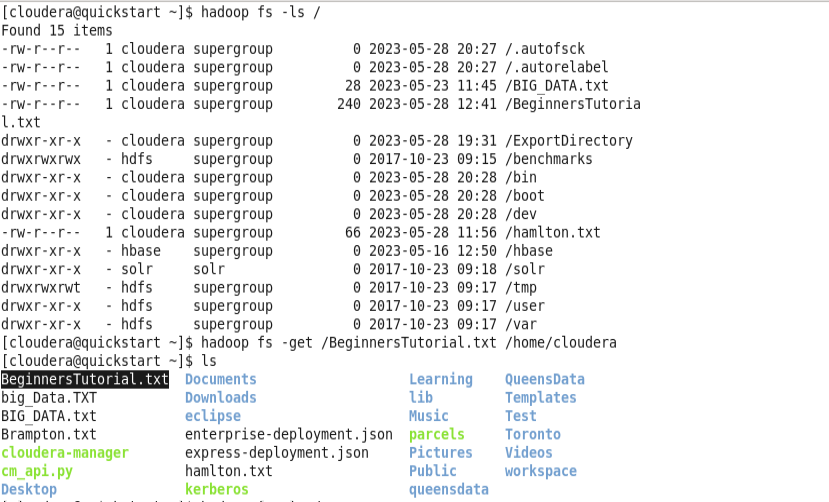 [cloudera@quickstart ~]$ hadoop fs -ls /
Found 15 items
-rw-r--r--   1 cloudera supergroup          0 2023-05-28 20:27 /.autofsck
-rw-r--r--   1 cloudera supergroup          0 2023-05-28 20:27 /.autorelabel
-rw-r--r--   1 cloudera supergroup         28 2023-05-23 11:45 /BIG_DATA.txt
-rw-r--r--   1 cloudera supergroup        240 2023-05-28 12:41 /BeginnersTutoria
l.txt
drwxr-xr-x   - cloudera supergroup          0 2023-05-28 19:31 /ExportDirectory
drwxrwxrwx   - hdfs     supergroup          0 2017-10-23 09:15 /benchmarks
drwxr-xr-x   - cloudera supergroup          0 2023-05-28 20:28 /bin
drwxr-xr-x   - cloudera supergroup          0 2023-05-28 20:28 /boot
drwxr-xr-x   - cloudera supergroup          0 2023-05-28 20:28 /dev
-rw-r--r--   1 cloudera supergroup         66 2023-05-28 11:56 /hamlton.txt
drwxr-xr-x   - hbase    supergroup          0 2023-05-16 12:50 /hbase
drwxr-xr-x   - solr     solr                0 2017-10-23 09:18 /solr
drwxrwxrwt   - hdfs     supergroup          0 2017-10-23 09:17 /tmp
drwxr-xr-x   - hdfs     supergroup          0 2017-10-23 09:17 /user
drwxr-xr-x   - hdfs     supergroup          0 2017-10-23 09:17 /var
[cloudera@quickstart ~]$ hadoop fs -get /BeginnersTutorial.txt /home/cloudera
[cloudera@quickstart ~]$ ls
BeginnersTutorial.txt  Documents                   Learning    QueensData
big_Data.TXT           Downloads                   lib         Templates
BIG_DATA.txt           eclipse                     Music       Test
Brampton.txt           enterprise-deployment.json  parcels     Toronto
cloudera-manager       express-deployment.json     Pictures    Videos
cm_api.py              hamlton.txt                 Public      workspace
Desktop                kerberos                    queensdata